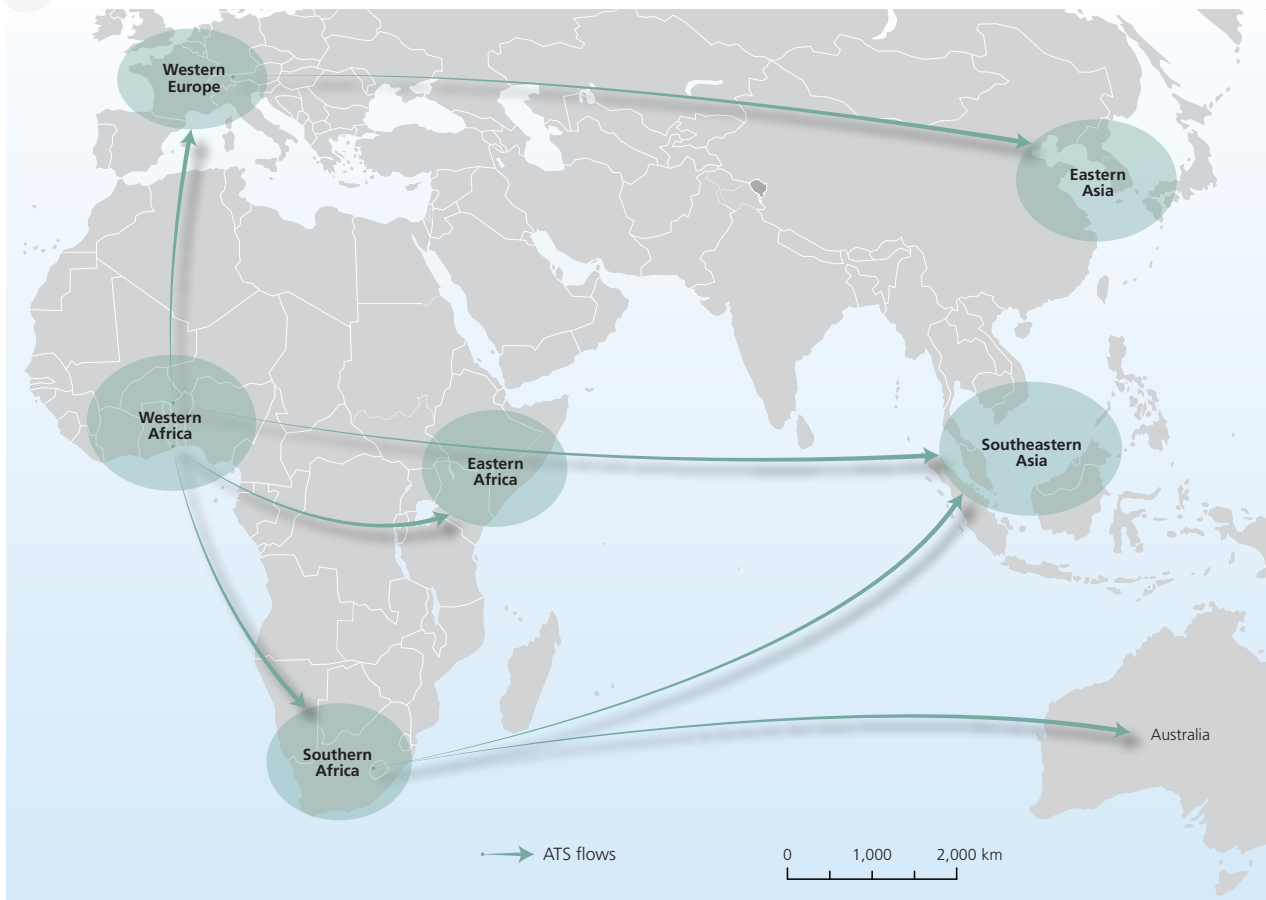 Western
Europe
Eastern
Asia
Western
Africa
Eastern
Africa
Southeastern
Asia
Southern
Africa
Australia
ATS flows
0 1,000 2,000 km